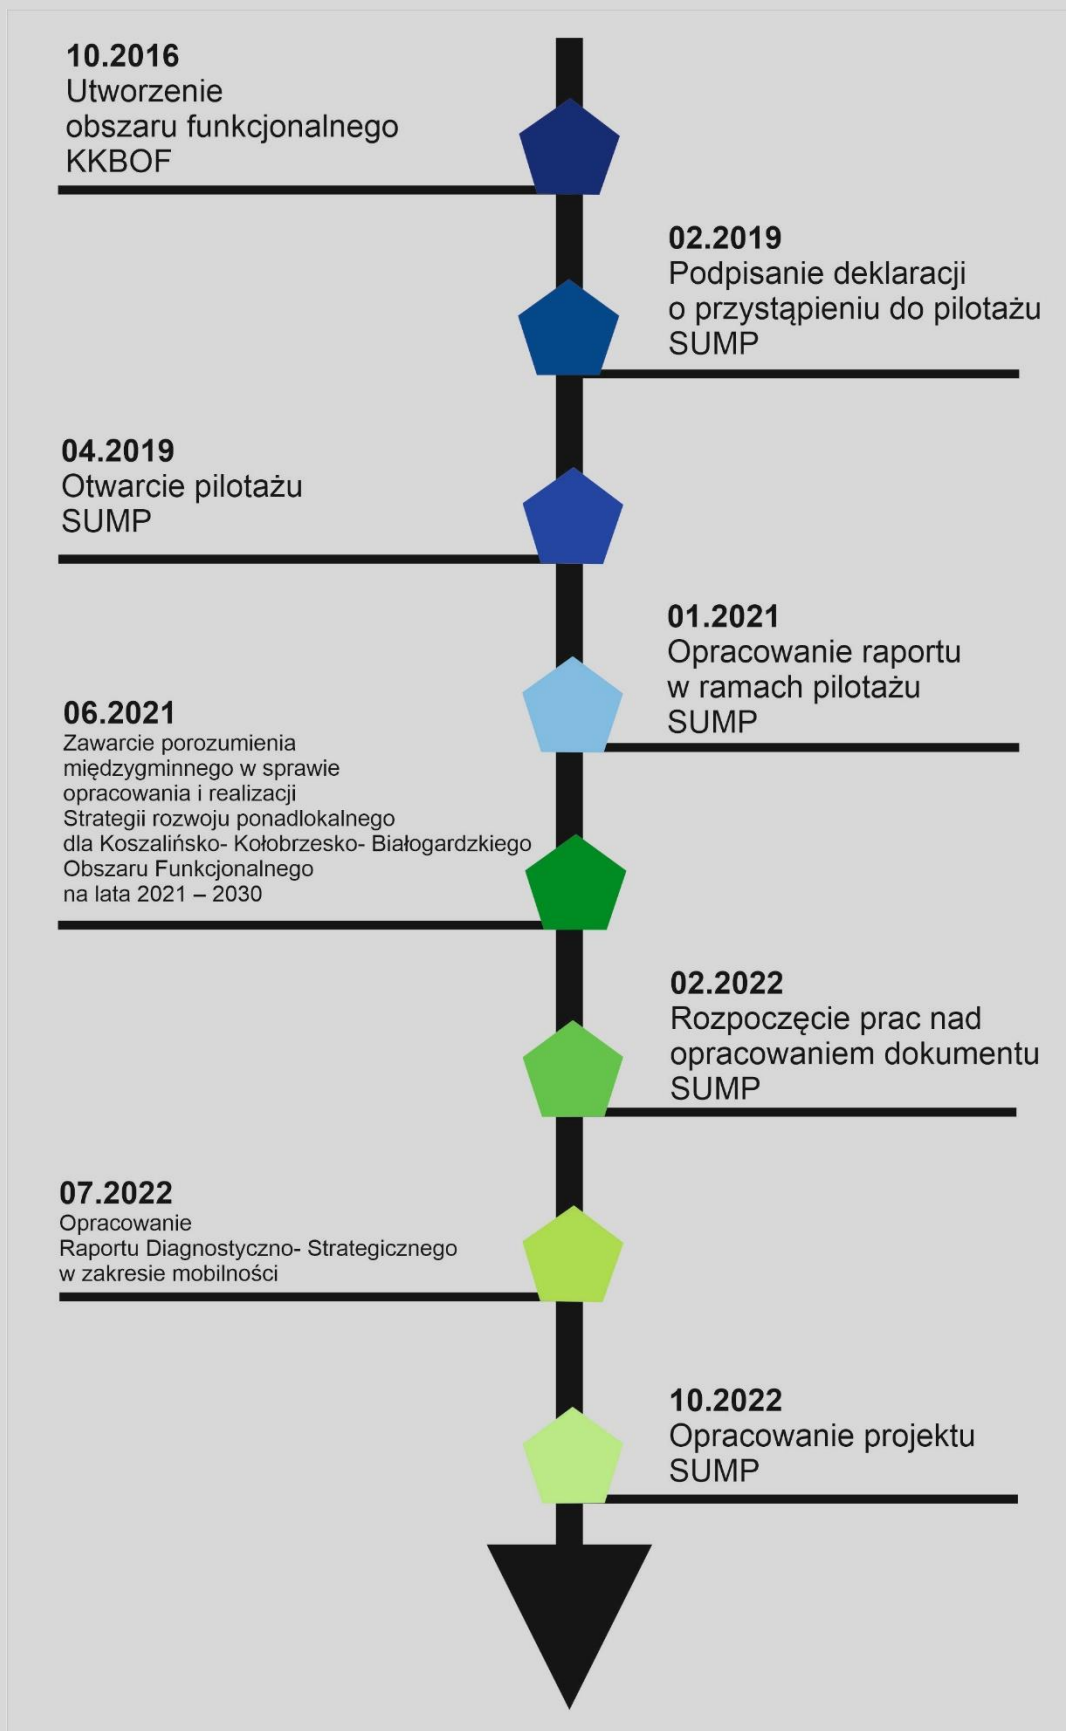 10.2016
Utworzenie
obszaru funkcjonalnego
KKBOF
02.2019
Podpisanie deklaracji
o przystąpieniu do pilotażu
SUMP
04.2019
Otwarcie pilotażu
SUMP
01.2021
Opracowanie raportu
w ramach pilotażu
SUMP
06.2021
Zawarcie porozumienia
międzygminnego w sprawie
opracowania i realizacji
Strategii rozwoju ponadlokalnego
dla Koszalińsko- Kołobrzesko- Białogardzkiego
Obszaru Funkcjonalnego
na lata 2021 – 2030
02.2022
Rozpoczęcie prac nad
opracowaniem dokumentu
SUMP
07.2022
Opracowanie
Raportu Diagnostyczno- Strategicznego
w zakresie mobilności
10.2022
Opracowanie projektu
SUMP